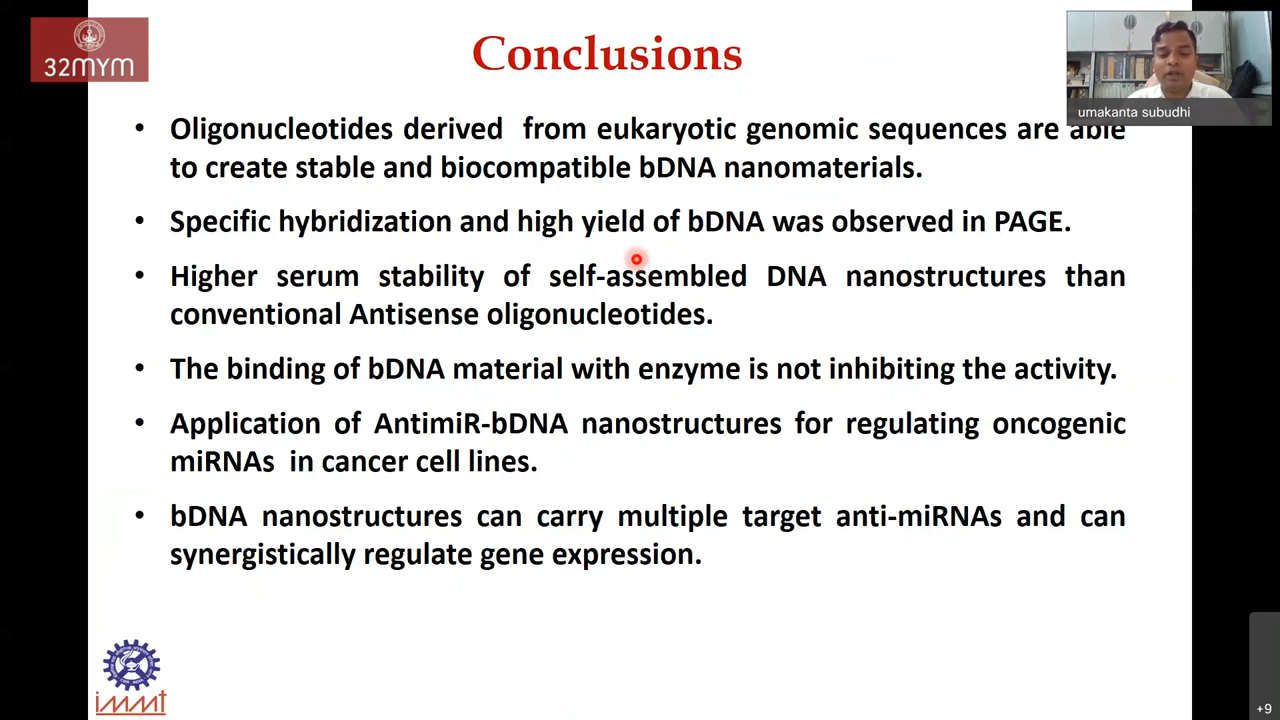 32MYM
Conclusions
umakanta subudhi
• Oligonucleotides derived from eukaryotic genomic sequences are able
to create stable and biocompatible bDNA nanomaterials.
• Specific hybridization and high yield of bDNA was observed in PAGE.
• Higher serum stability of self-assembled DNA nanostructures than
conventional Antisense oligonucleotides.
• The binding of bDNA material with enzyme is not inhibiting the activity.
• Application of AntimiR-bDNA nanostructures for regulating oncogenic
miRNAs in cancer cell lines.
• bDNA nanostructures can carry multiple target anti-miRNAs and can
synergistically regulate gene expression.
immt
+9